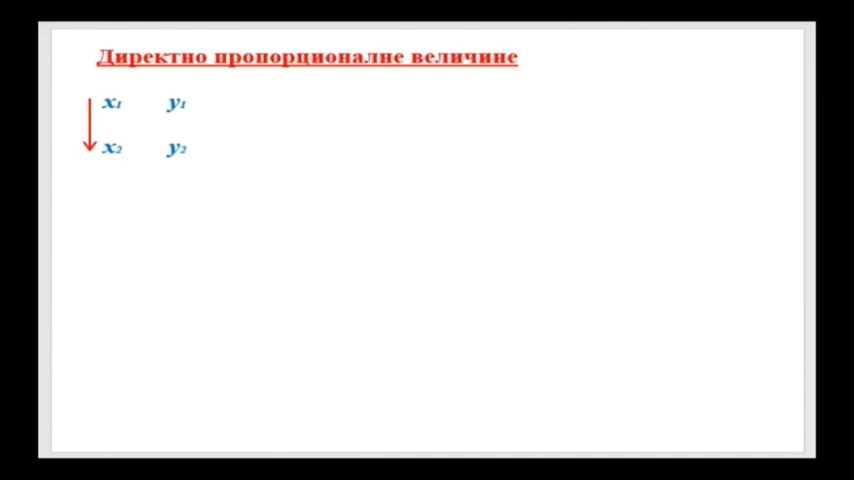 Директно пропорционалне величине
x₁ y₁
x₂ y₂